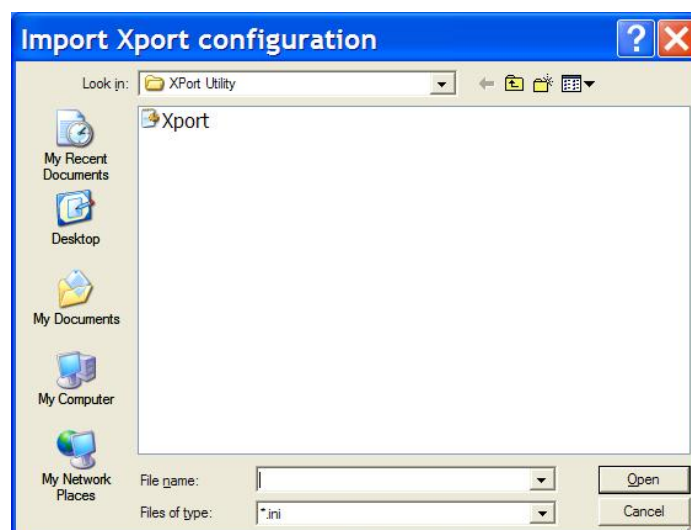 Import Xport configuration
Look in: XPort Utility
Xport
My Recent
Documents
Desktop
My Documents
My Computer
My Network
Places
File name:
Open
Files of type: *.ini
Cancel